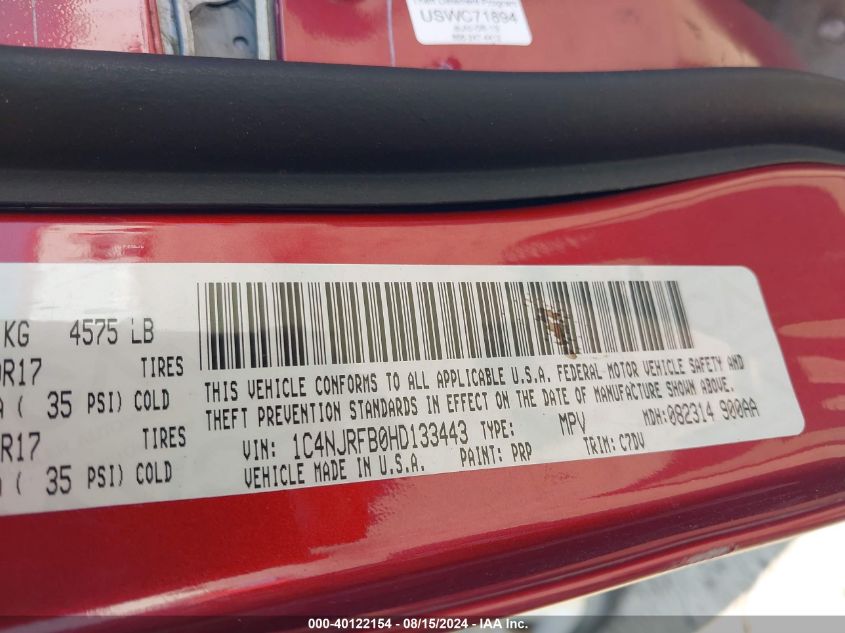 Theft Deterrent Program
USWC71894
KG 4575 LB
R17 TIRES
( 35 PSI) COLD
R17 TIRES
( 35 PSI) COLD
THIS VEHICLE CONFORMS TO ALL APPLICABLE U.S.A. FEDERAL MOTOR VEHICLE SAFETY AND
THEFT PREVENTION STANDARDS IN EFFECT ON THE DATE OF MANUFACTURE SHOWN ABOVE.
VIN: 1C4NJRFB0HD133443 TYPE: MPV MDH: 082314 900AA
VEHICLE MADE IN U.S.A. PAINT: PRP TRIM: C7DV
000-40122154 - 08/15/2024 - IAA Inc.